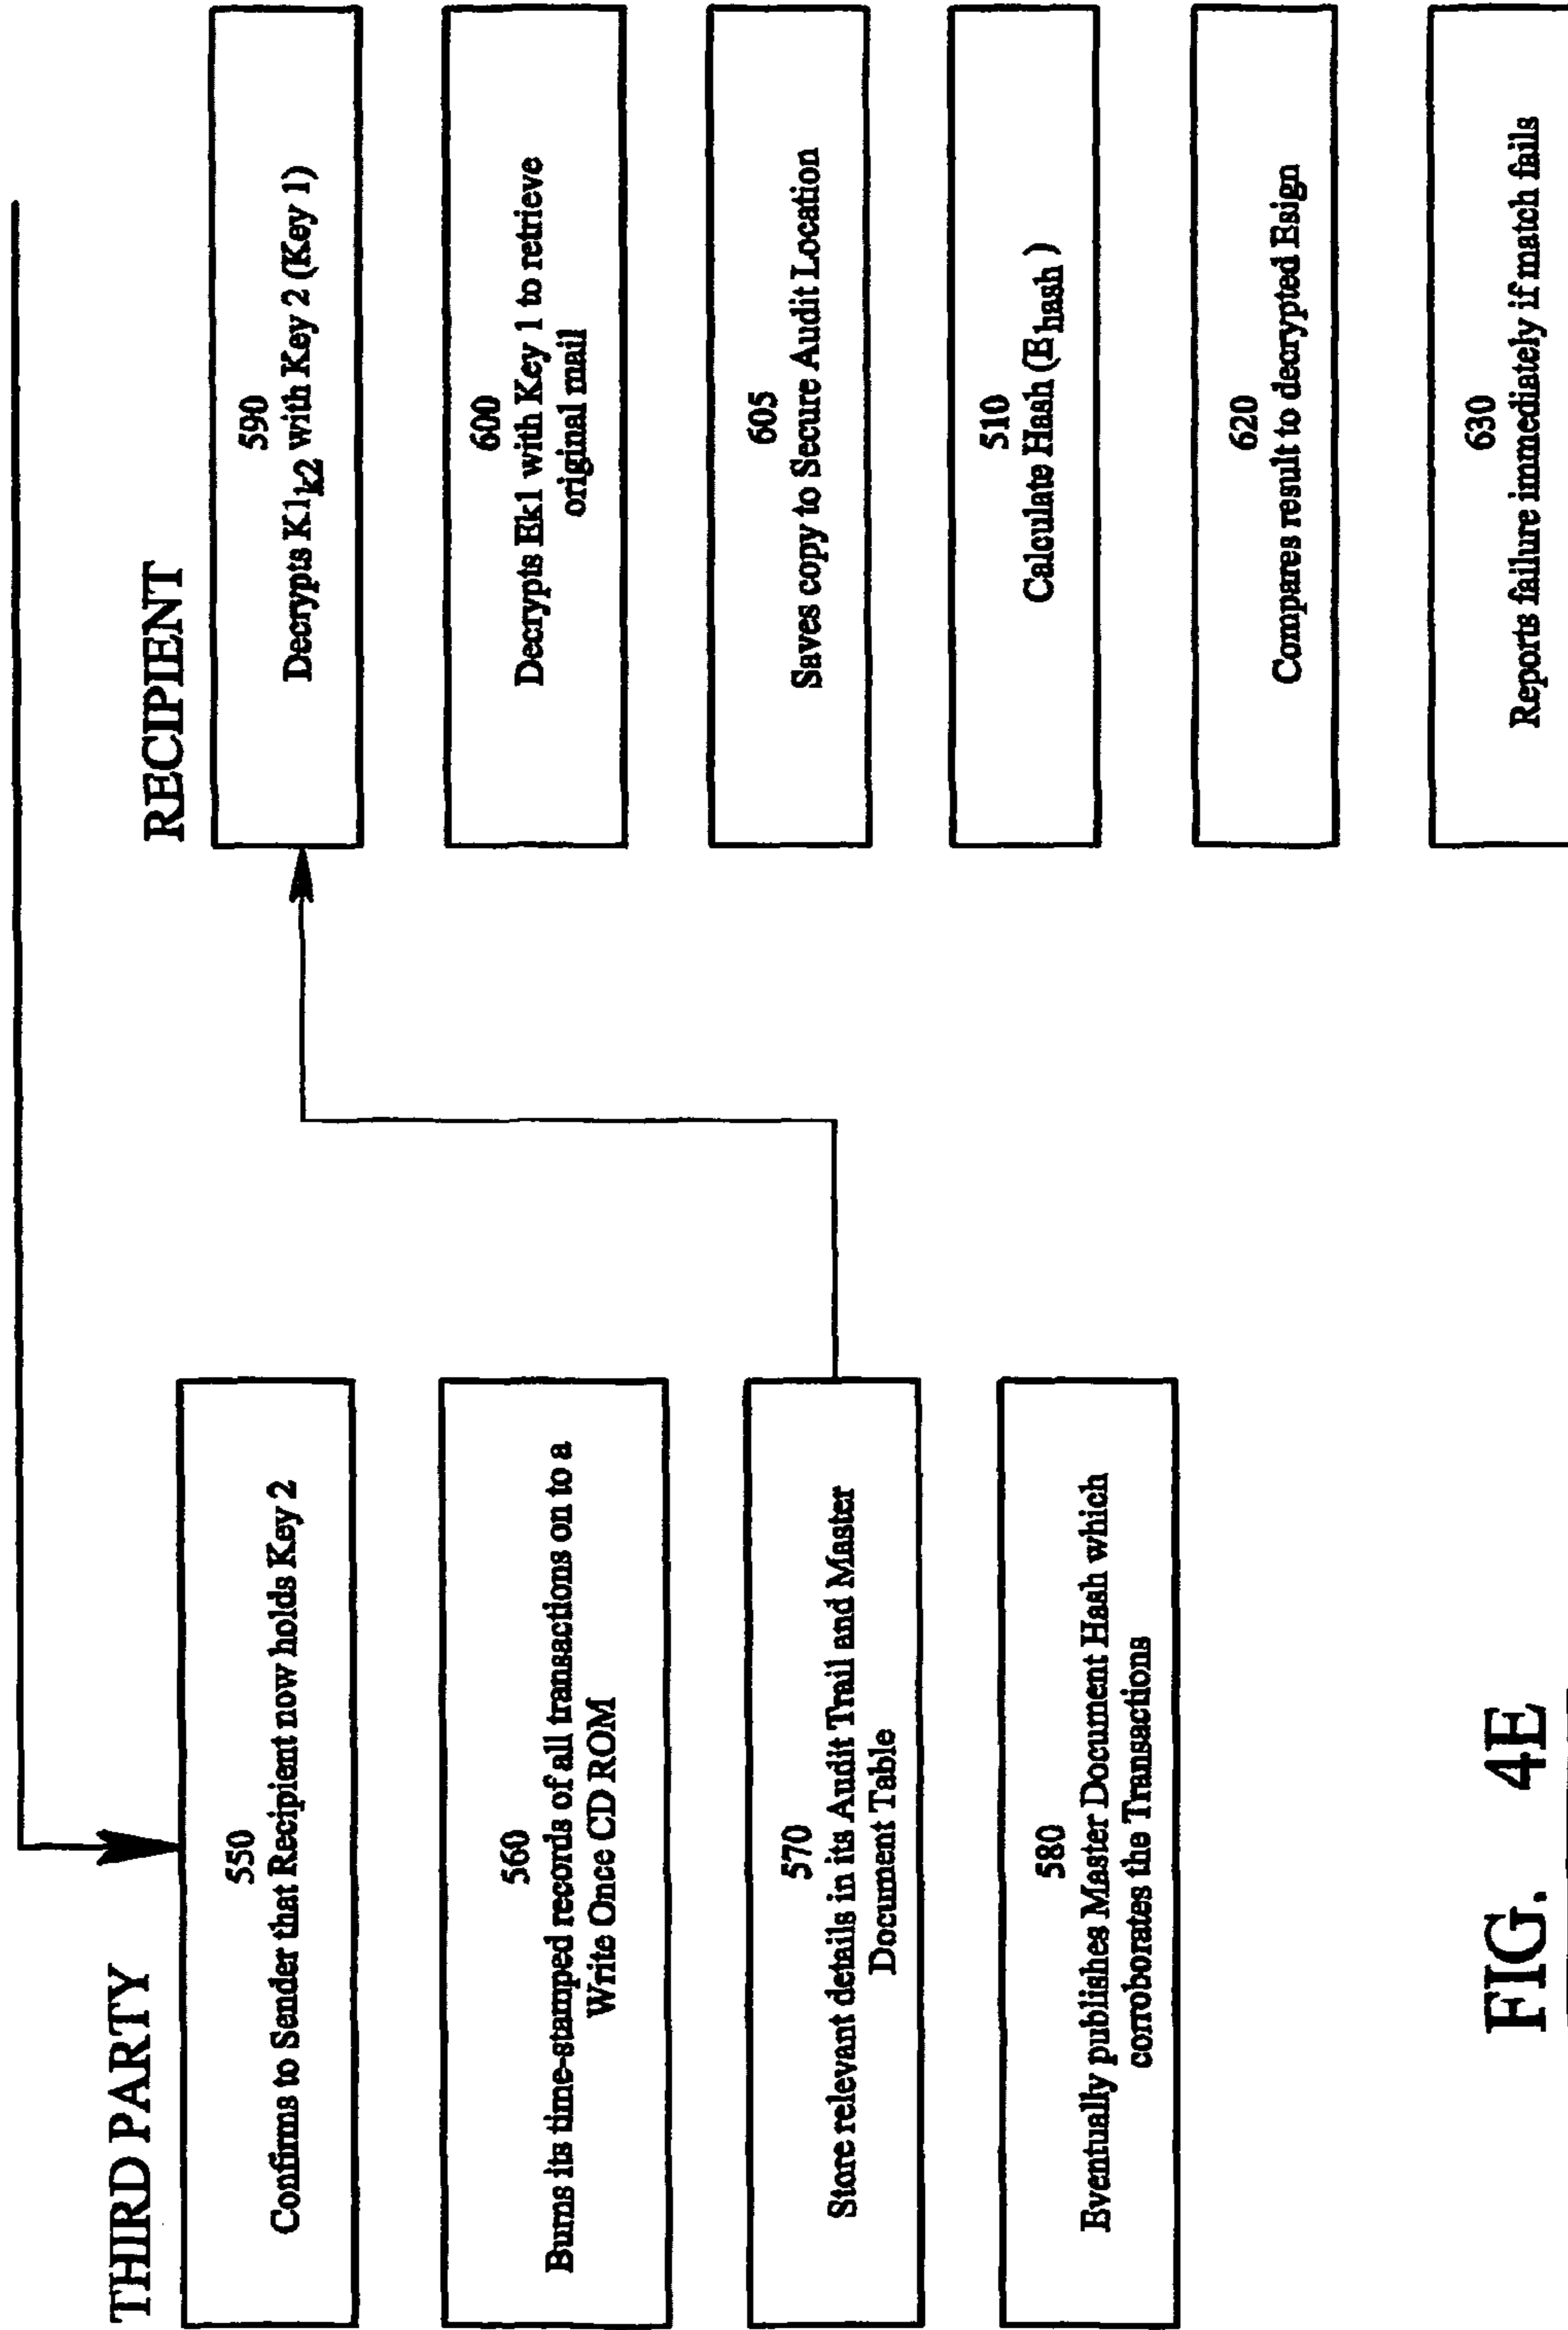 THIRD PARTY
550
Confirms to Sender that Recipient now holds Key 2
560
Burns its time-stamped records of all transactions on to a
Write Once CD ROM
570
Store relevant details in its Audit Trail and Master
Document Table
580
Eventually publishes Master Document Hash which
corroborates the Transactions
RECIPIENT
590
Decrypts K1k2 with Key 2 (Key 1)
600
Decrypts Ek1 with Key 1 to retrieve
original mail
605
Saves copy to Secure Audit Location
510
Calculate Hash (Ehash)
620
Compares result to decrypted Esign
630
Reports failure immediately if match fails
FIG. 4E